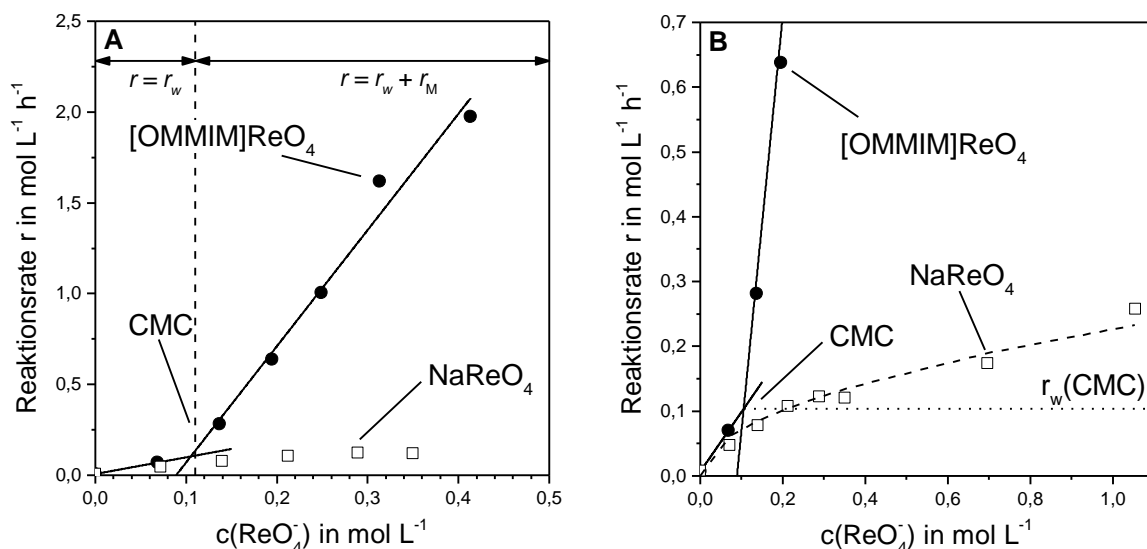 A
r = r_w
r = r_w + r_M
[OMMIM]ReO₄
CMC
NaReO₄
Reaktionsrate r in mol L⁻¹ h⁻¹
2,5
2,0
1,5
1,0
0,5
0,0
0,0 0,1 0,2 0,3 0,4 0,5
c(ReO₄⁻) in mol L⁻¹
B
[OMMIM]ReO₄
NaReO₄
CMC
r_w(CMC)
Reaktionsrate r in mol L⁻¹ h⁻¹
0,7
0,6
0,5
0,4
0,3
0,2
0,1
0,0
0,0 0,2 0,4 0,6 0,8 1,0
c(ReO₄⁻) in mol L⁻¹